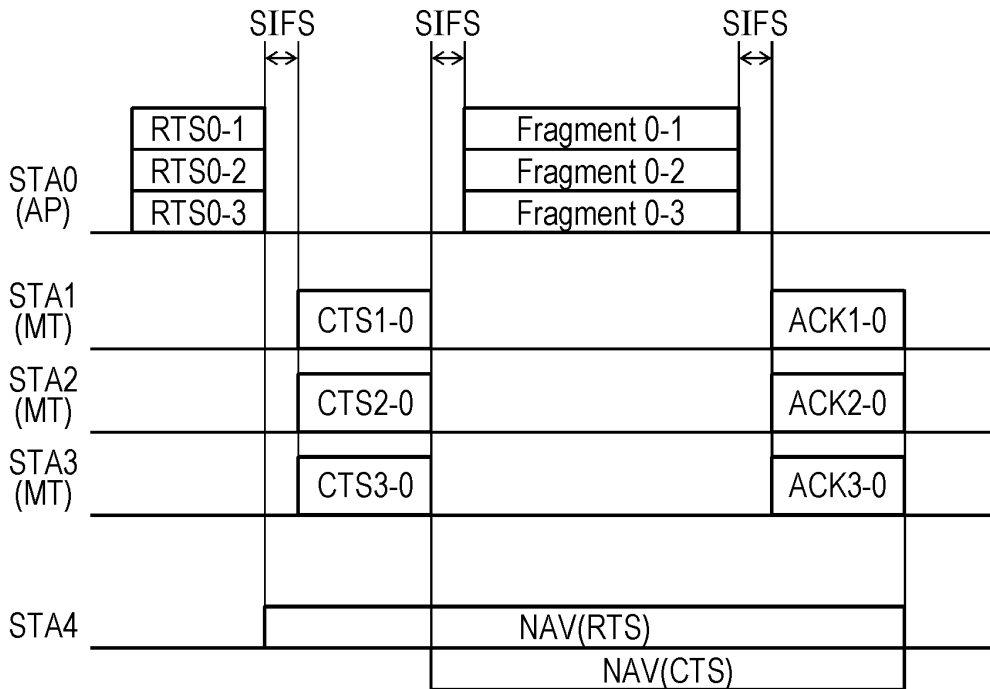 SIFS SIFS SIFS
STA0
(AP)
RTS0-1
RTS0-2
RTS0-3
Fragment 0-1
Fragment 0-2
Fragment 0-3
STA1
(MT)
CTS1-0
ACK1-0
STA2
(MT)
CTS2-0
ACK2-0
STA3
(MT)
CTS3-0
ACK3-0
STA4
NAV(RTS)
NAV(CTS)